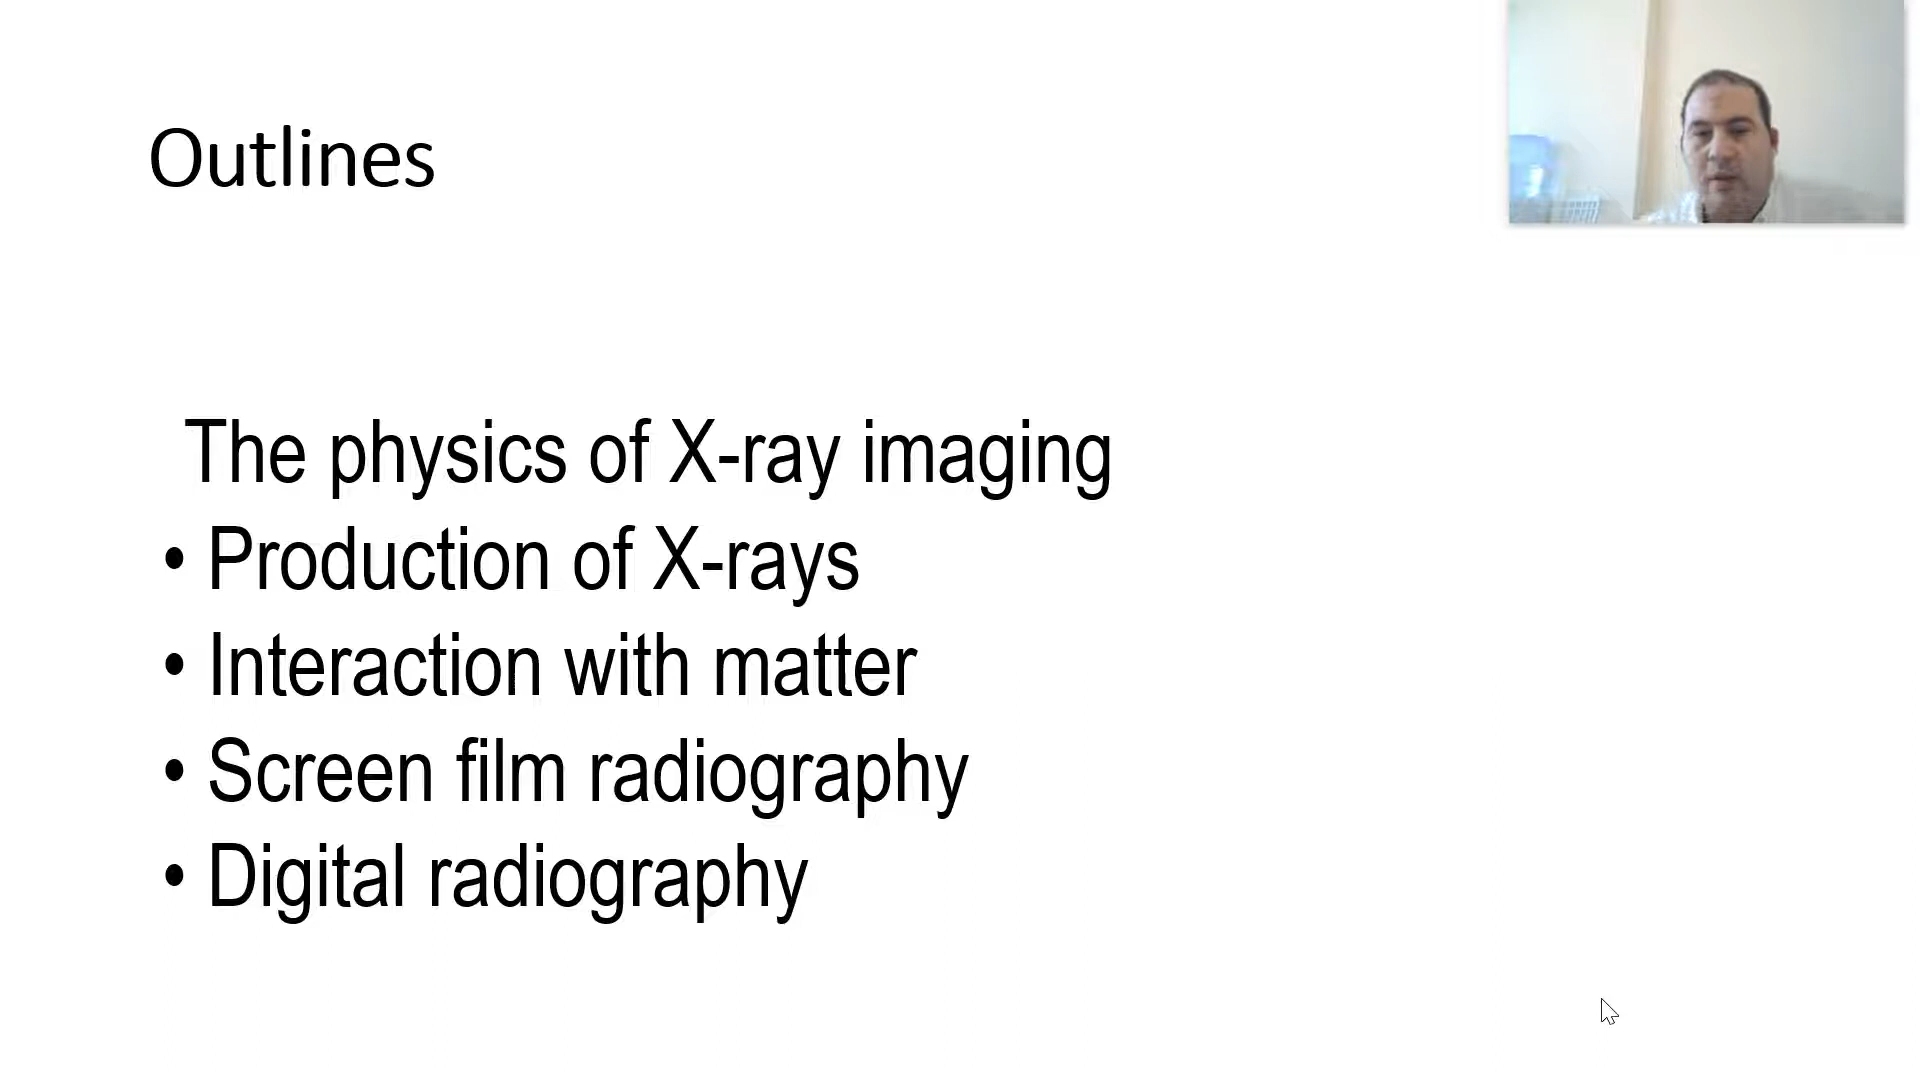 Outlines
The physics of X-ray imaging
• Production of X-rays
• Interaction with matter
• Screen film radiography
• Digital radiography